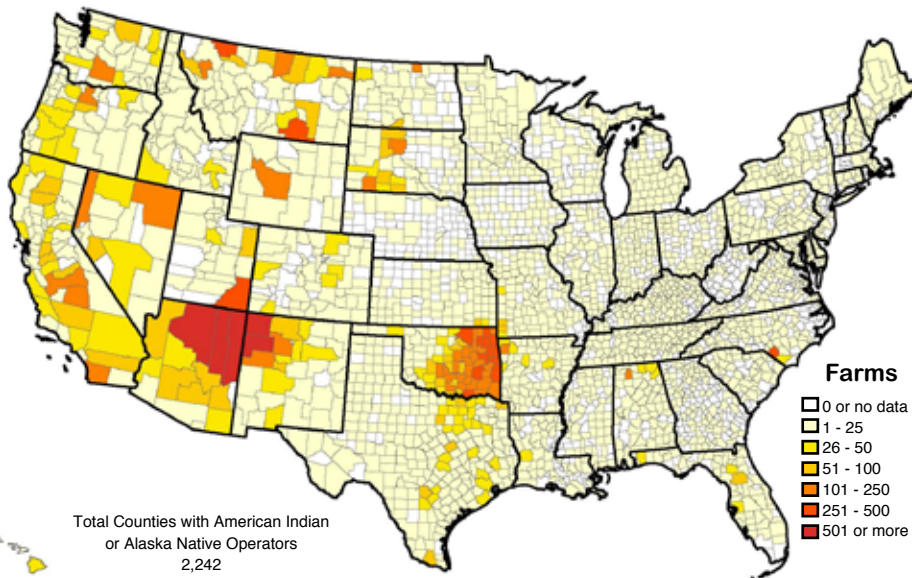 Farms
0 or no data
1 - 25
26 - 50
51 - 100
101 - 250
251 - 500
501 or more
Total Counties with American Indian
or Alaska Native Operators
2,242